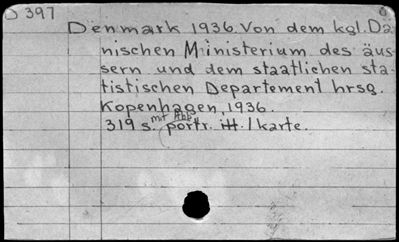 J 397
Denmark 1936. Von dem kgl. Dä-
nischen Ministerium des äus-
sern und dem staatlichen sta-
tistischen Departement hrsg.
Kopenhagen, 1936.
mit Abb.
319 s. portr. ill. 1 karte.